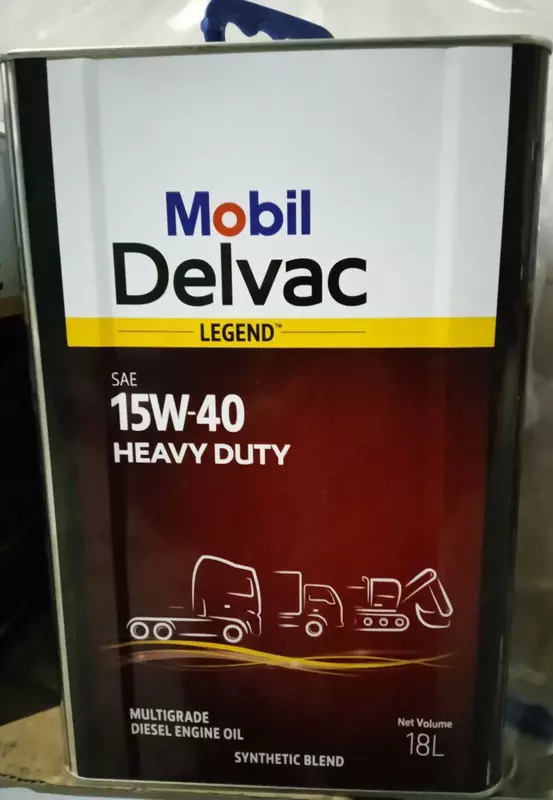 Mobil
Delvac
LEGEND™
SAE
15W-40
HEAVY DUTY
MULTIGRADE
DIESEL ENGINE OIL
SYNTHETIC BLEND
Net Volume
18L